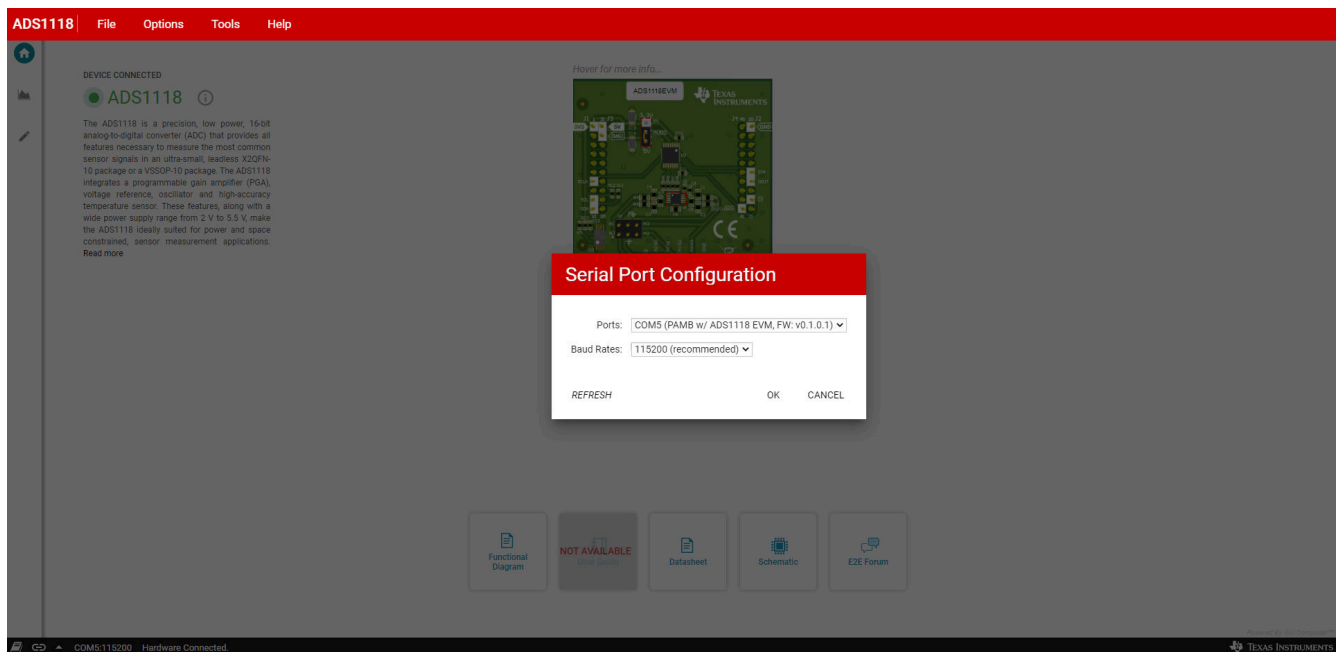 ADS1118 File Options Tools Help
DEVICE CONNECTED
ADS1118
The ADS1118 is a precision, low power, 16-bit
analog-to-digital converter (ADC) that provides all
features necessary to measure the most common
sensor signals in an ultra-small, leadless X2QFN-
10 package or a VSSOP-10 package. The ADS1118
integrates a programmable gain amplifier (PGA),
voltage reference, oscillator and high-accuracy
temperature sensor. These features, along with a
wide power supply range from 2 V to 5.5 V, make
the ADS1118 ideally suited for power and space
constrained, sensor measurement applications.
Read more
Hover for more info...
ADS1118EVM
TEXAS
INSTRUMENTS
CE
Serial Port Configuration
Ports: COM5 (PAMB w/ ADS1118 EVM, FW: v0.1.0.1)
Baud Rates: 115200 (recommended)
REFRESH OK CANCEL
Functional
Diagram
NOT AVAILABLE
Datasheet
Schematic
E2E Forum
COM5:115200 Hardware Connected.
TEXAS INSTRUMENTS